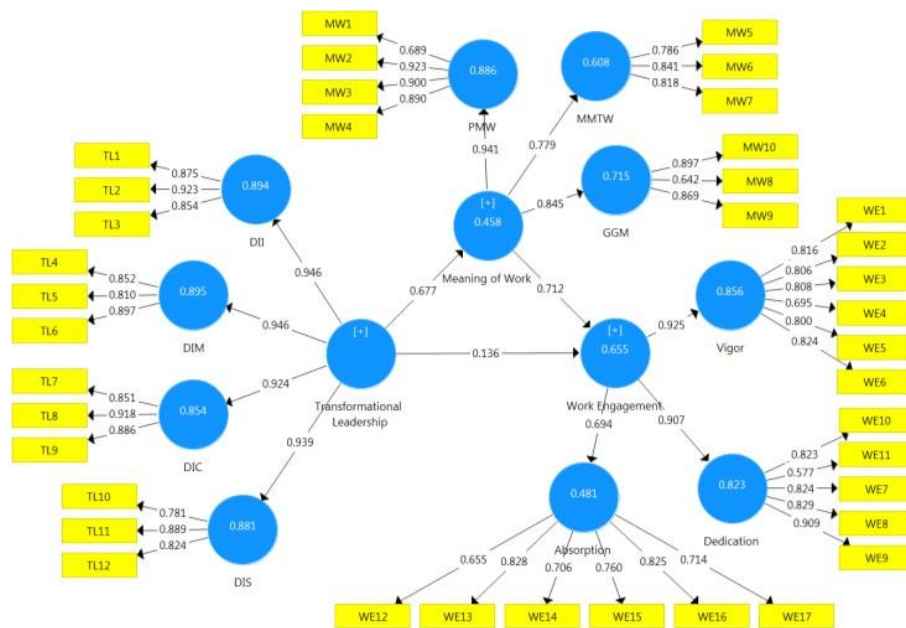 MW1
MW2
MW3
MW4
0.689
0.923
0.900
0.890
0.886
PMW
0.608
MMTW
0.786
0.841
0.818
MW5
MW6
MW7
0.941
0.779
TL1
TL2
TL3
0.875
0.923
0.854
0.894
DII
[+]
0.458
Meaning of Work
0.845
0.715
GGM
0.897
0.642
0.869
MW10
MW8
MW9
TL4
TL5
TL6
0.852
0.810
0.897
0.895
DIM
0.946
0.946
0.677
0.712
0.816
0.806
0.808
0.695
0.800
0.824
WE1
WE2
WE3
WE4
WE5
WE6
0.856
Vigor
0.925
[+]
Transformational
Leadership
0.136
[+]
0.655
Work Engagement
TL7
TL8
TL9
0.851
0.918
0.886
0.854
DIC
0.924
0.939
0.694
0.907
TL10
TL11
TL12
0.781
0.889
0.824
0.881
DIS
0.481
Absorption
0.823
Dedication
0.823
0.577
0.824
0.829
0.909
WE10
WE11
WE7
WE8
WE9
0.655
0.828
0.706
0.760
0.825
0.714
WE12
WE13
WE14
WE15
WE16
WE17